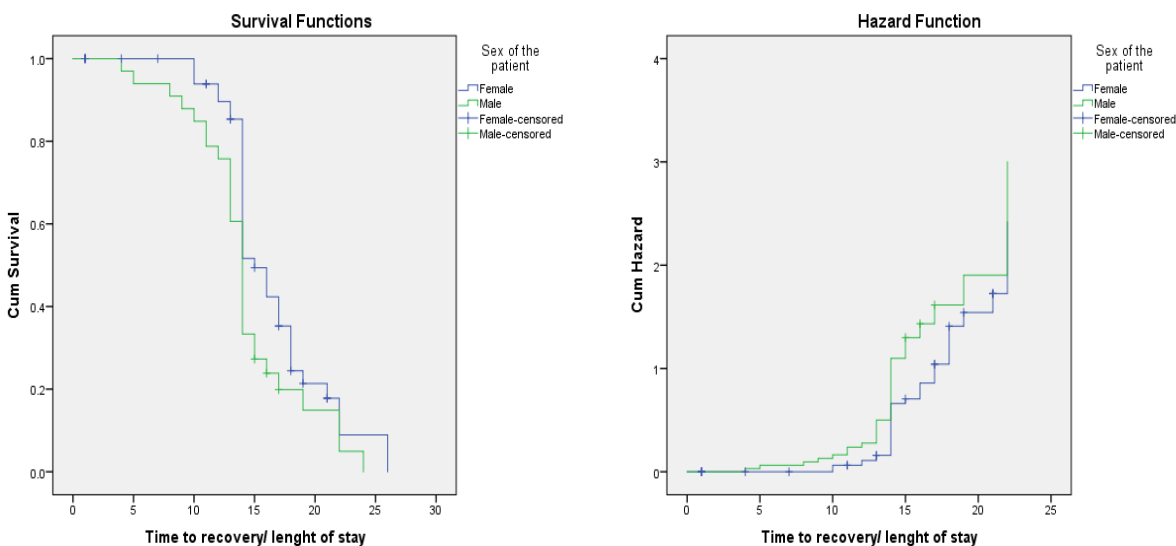 Survival Functions
Cum Survival
1.0
0.8
0.6
0.4
0.2
0.0
0 5 10 15 20 25 30
Time to recovery/ lenght of stay
Sex of the
patient
Female
Male
Female-censored
Male-censored
Hazard Function
Cum Hazard
4
3
2
1
0
0 5 10 15 20 25
Time to recovery/ lenght of stay
Sex of the
patient
Female
Male
Female-censored
Male-censored